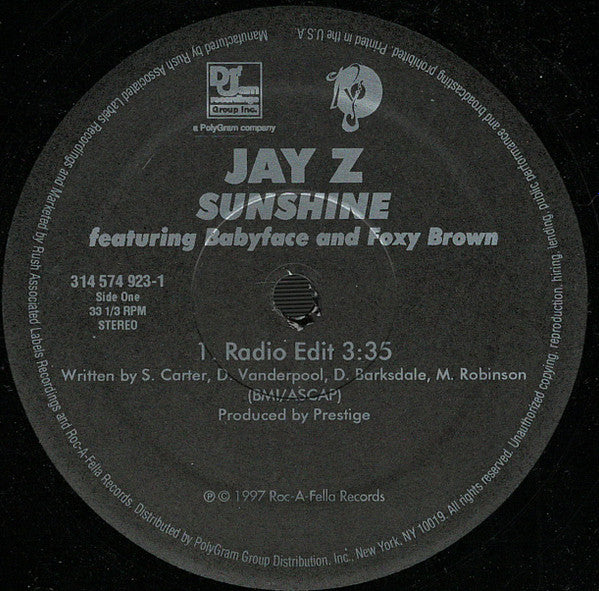 Manufactured by Rush Associated Labels Recordings and Marketed by Rush Associated Labels Recordings and Roc-A-Fella Records. Distributed by PolyGram Group Distribution, Inc., New York, NY, 10019. All rights reserved. Unauthorized copying, reproduction, hiring, lending, public performance and broadcasting prohibited. Printed in the U.S.A
Def Jam
recordings
Group Inc.
a PolyGram company
R
JAY Z
SUNSHINE
featuring Babyface and Foxy Brown
314 574 923-1
Side One
33 1/3 RPM
STEREO
1. Radio Edit 3:35
Written by S. Carter, D. Vanderpool, D. Barksdale, M. Robinson
(BMI/ASCAP)
Produced by Prestige
℗ © 1997 Roc-A-Fella Records